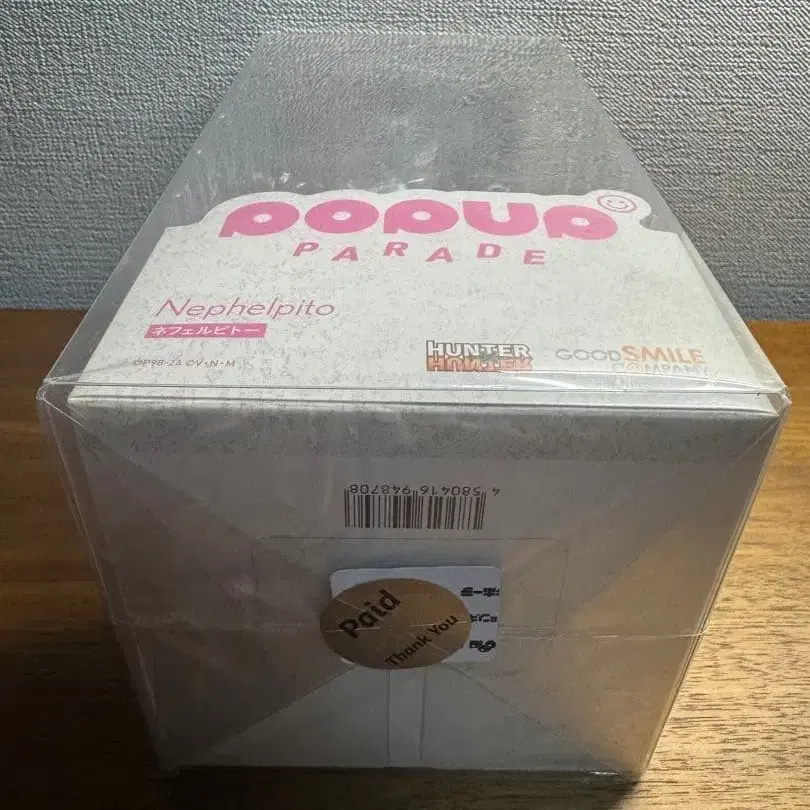 POPUP
PARADE
Nephelpito
ネフェルピトー
©P98-24 ©V・N・M
HUNTER
HUNTER
GOOD SMILE
COMPANY
4 580416 948708
Paid
Thank You